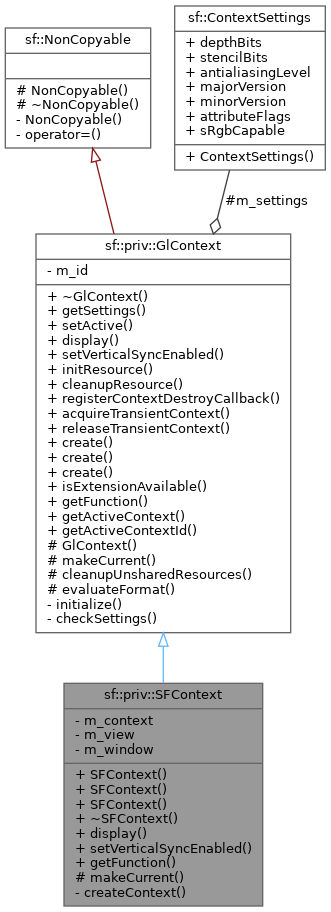 sf::NonCopyable
# NonCopyable()
# ~NonCopyable()
- NonCopyable()
- operator=()
sf::ContextSettings
+ depthBits
+ stencilBits
+ antialiasingLevel
+ majorVersion
+ minorVersion
+ attributeFlags
+ sRgbCapable
+ ContextSettings()
#m_settings
sf::priv::GlContext
- m_id
+ ~GlContext()
+ getSettings()
+ setActive()
+ display()
+ setVerticalSyncEnabled()
+ initResource()
+ cleanupResource()
+ registerContextDestroyCallback()
+ acquireTransientContext()
+ releaseTransientContext()
+ create()
+ create()
+ create()
+ isExtensionAvailable()
+ getFunction()
+ getActiveContext()
+ getActiveContextId()
# GlContext()
# makeCurrent()
# cleanupUnsharedResources()
# evaluateFormat()
- initialize()
- checkSettings()
sf::priv::SFContext
- m_context
- m_view
- m_window
+ SFContext()
+ SFContext()
+ SFContext()
+ ~SFContext()
+ display()
+ setVerticalSyncEnabled()
+ getFunction()
# makeCurrent()
- createContext()